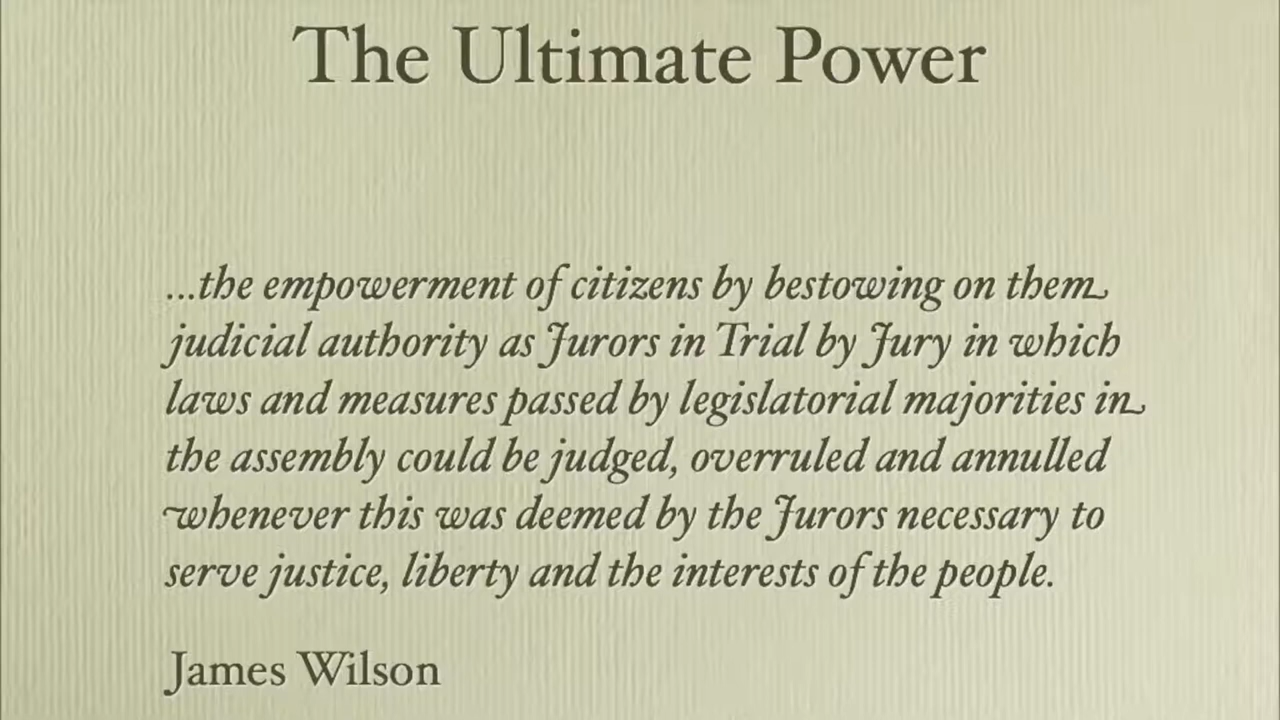 The Ultimate Power
...the empowerment of citizens by bestowing on them
judicial authority as Jurors in Trial by Jury in which
laws and measures passed by legislatorial majorities in
the assembly could be judged, overruled and annulled
whenever this was deemed by the Jurors necessary to
serve justice, liberty and the interests of the people.
James Wilson